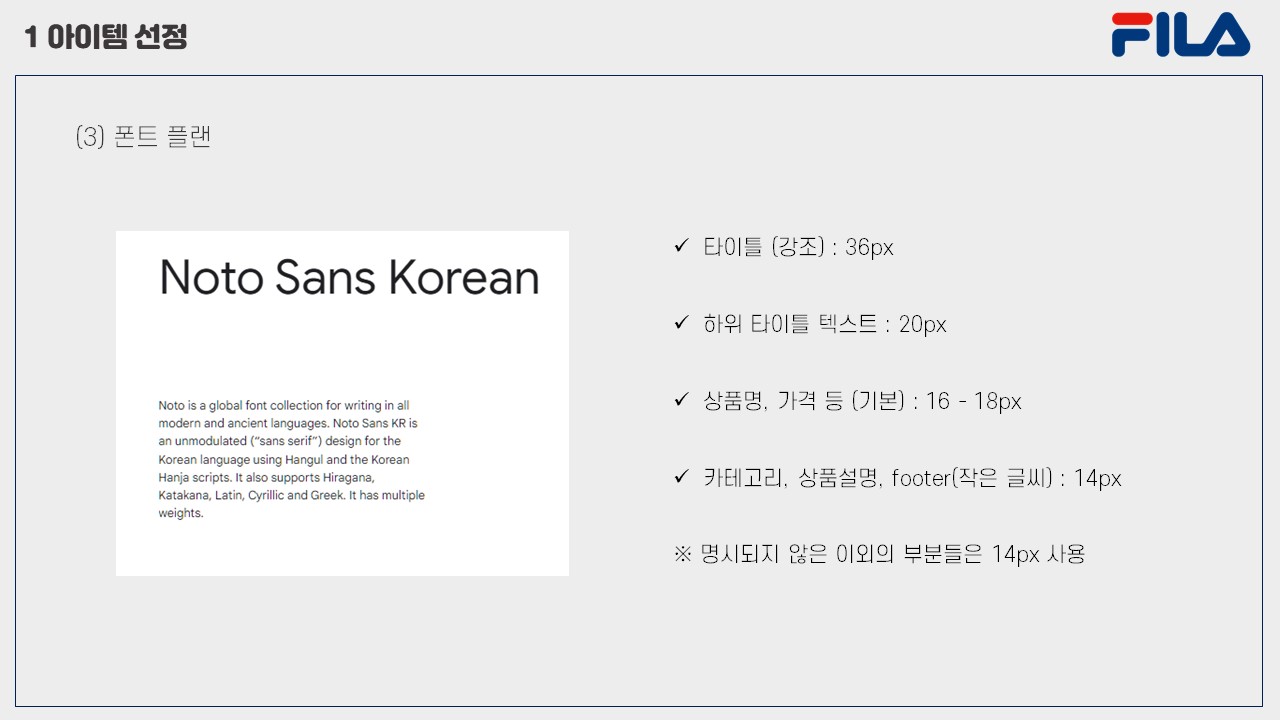 1 아이템 선정
FILA
(3) 폰트 플랜
Noto Sans Korean
Noto is a global font collection for writing in all
modern and ancient languages. Noto Sans KR is
an unmodulated (“sans serif”) design for the
Korean language using Hangul and the Korean
Hanja scripts. It also supports Hiragana,
Katakana, Latin, Cyrillic and Greek. It has multiple
weights.
✓ 타이틀 (강조) : 36px
✓ 하위 타이틀 텍스트 : 20px
✓ 상품명, 가격 등 (기본) : 16 - 18px
✓ 카테고리, 상품설명, footer(작은 글씨) : 14px
※ 명시되지 않은 이외의 부분들은 14px 사용